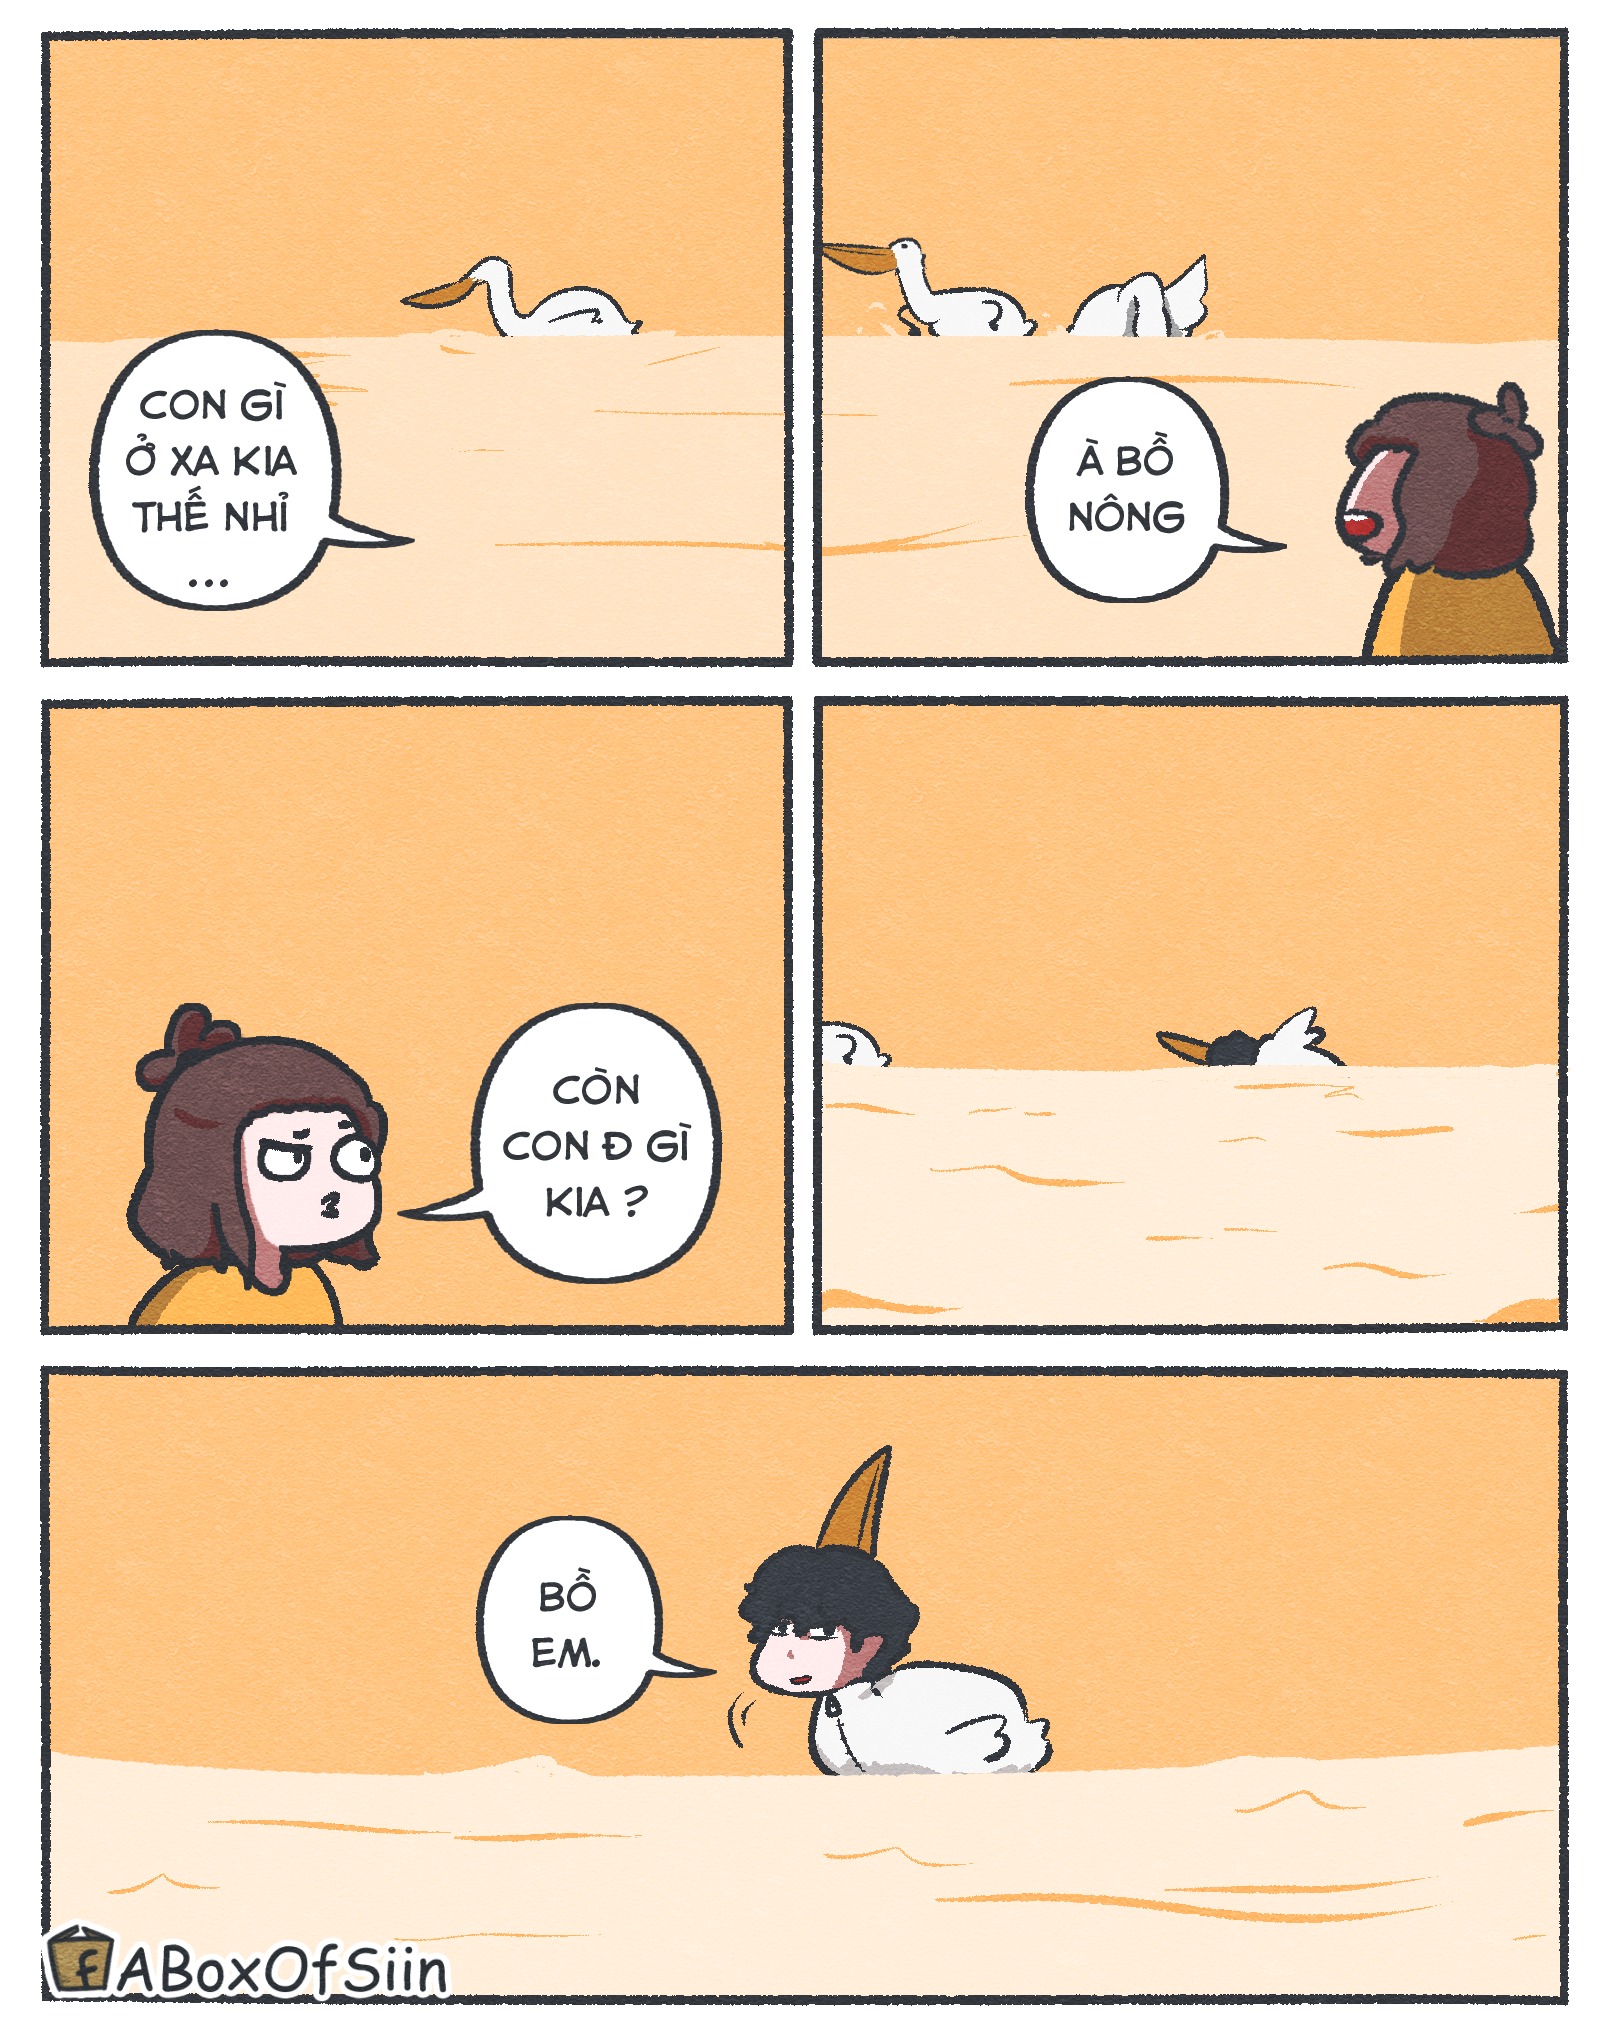 CON GÌ
Ở XA KIA
THẾ NHỈ
...
À BỒ
NÔNG
CÒN
CON Đ GÌ
KIA ?
BỒ
EM.
f ABoxOfSiin